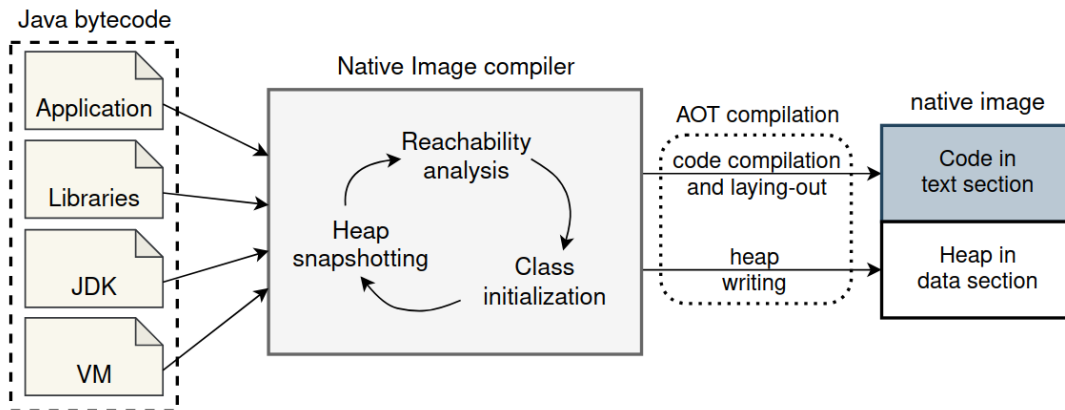 Java bytecode
Application
Libraries
JDK
VM
Native Image compiler
Reachability
analysis
Class
initialization
Heap
snapshotting
AOT compilation
code compilation
and laying-out
heap
writing
native image
Code in
text section
Heap in
data section